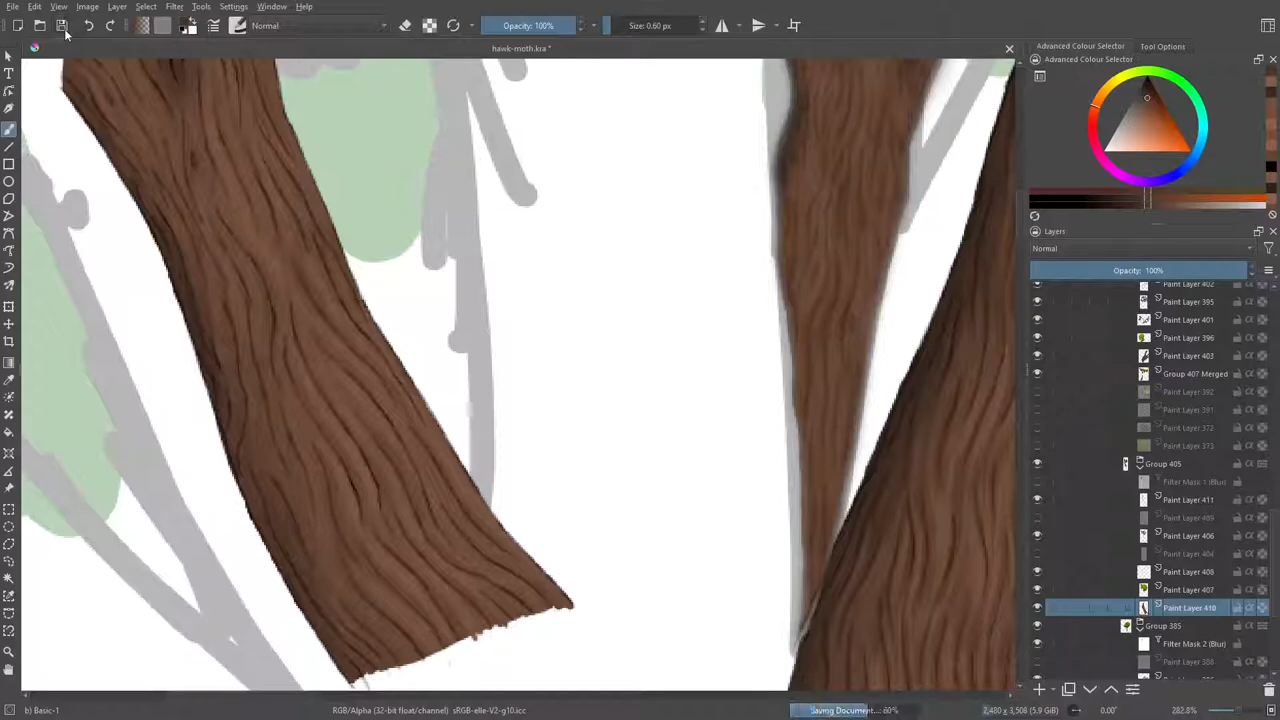 File Edit View Image Layer Select Filter Tools Settings Window Help
Normal
Opacity: 100%
Size: 0.60 px
hawk-moth.kra *
Advanced Colour Selector
Tool Options
Advanced Colour Selector
Layers
Normal
Opacity: 100%
Paint Layer 402
Paint Layer 395
Paint Layer 401
Paint Layer 396
Paint Layer 403
Group 407 Merged
Paint Layer 392
Paint Layer 391
Paint Layer 372
Paint Layer 373
Group 405
Filter Mask 1 (Blur)
Paint Layer 411
Paint Layer 409
Paint Layer 406
Paint Layer 404
Paint Layer 408
Paint Layer 407
Paint Layer 410
Group 385
Filter Mask 2 (Blur)
Paint Layer 388
b) Basic-1
RGB/Alpha (32-bit float/channel) sRGB-elle-V2-g10.icc
Saving Document... 60%
2,480 x 3,508 (5.9 GiB)
0.00°
282.8%